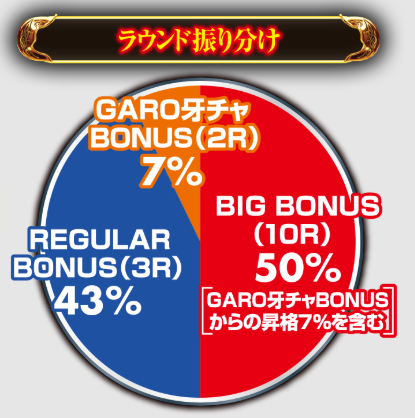 ラウンド振り分け
GARO牙チャ
BONUS(2R)
7%
BIG BONUS
(10R)
50%
[GARO牙チャBONUS
からの昇格7%を含む]
REGULAR
BONUS(3R)
43%